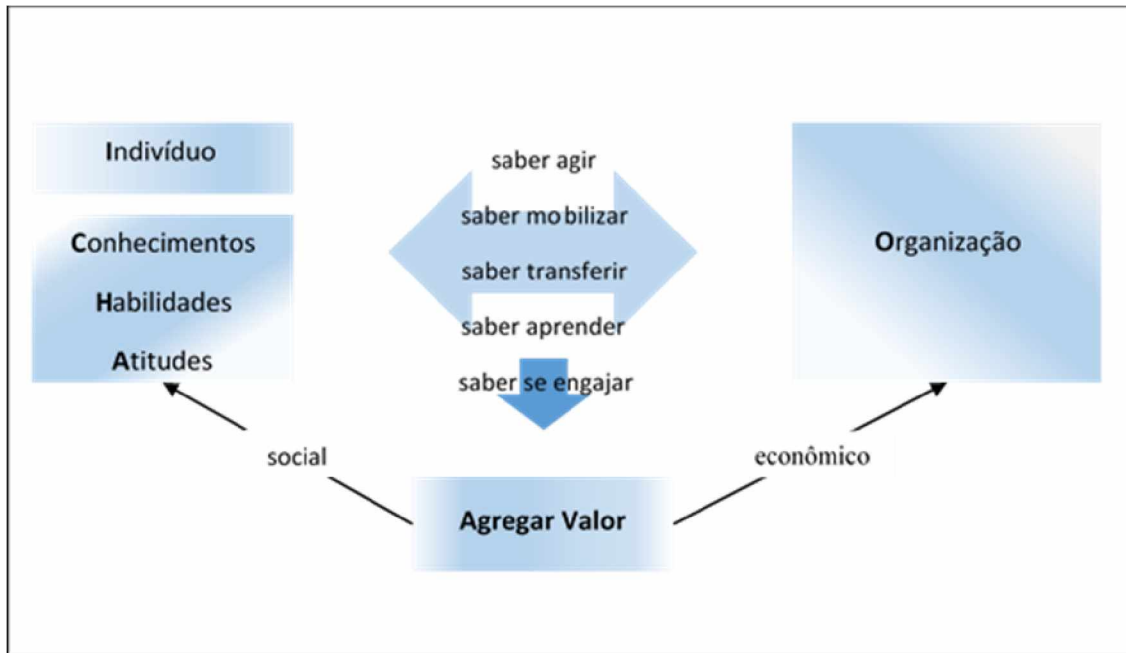 Indivíduo
Conhecimentos
Habilidades
Atitudes
saber agir
saber mobilizar
saber transferir
saber aprender
saber se engajar
Organização
social
econômico
Agregar Valor